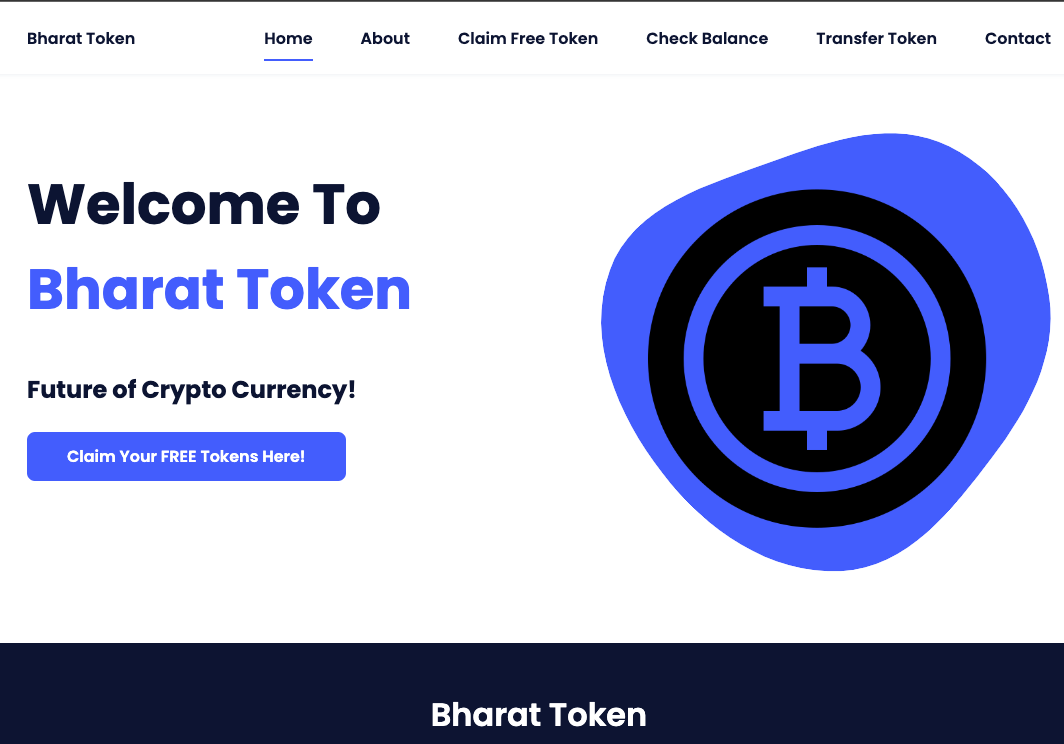 Bharat Token
Home
About
Claim Free Token
Check Balance
Transfer Token
Contact
Welcome To
Bharat Token
Future of Crypto Currency!
Claim Your FREE Tokens Here!
Bharat Token